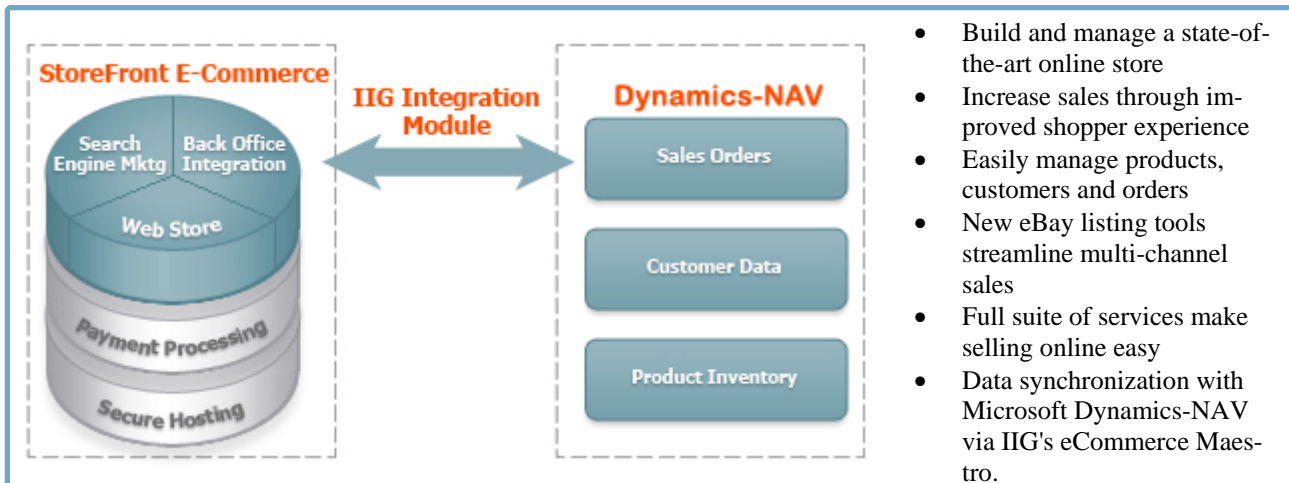 StoreFront E-Commerce
Search
Engine Mktg
Back Office
Integration
Web Store
Payment Processing
Secure Hosting
IIG Integration
Module
Dynamics-NAV
Sales Orders
Customer Data
Product Inventory
• Build and manage a state-of-
the-art online store
• Increase sales through im-
proved shopper experience
• Easily manage products,
customers and orders
• New eBay listing tools
streamline multi-channel
sales
• Full suite of services make
selling online easy
• Data synchronization with
Microsoft Dynamics-NAV
via IIG's eCommerce Maes-
tro.